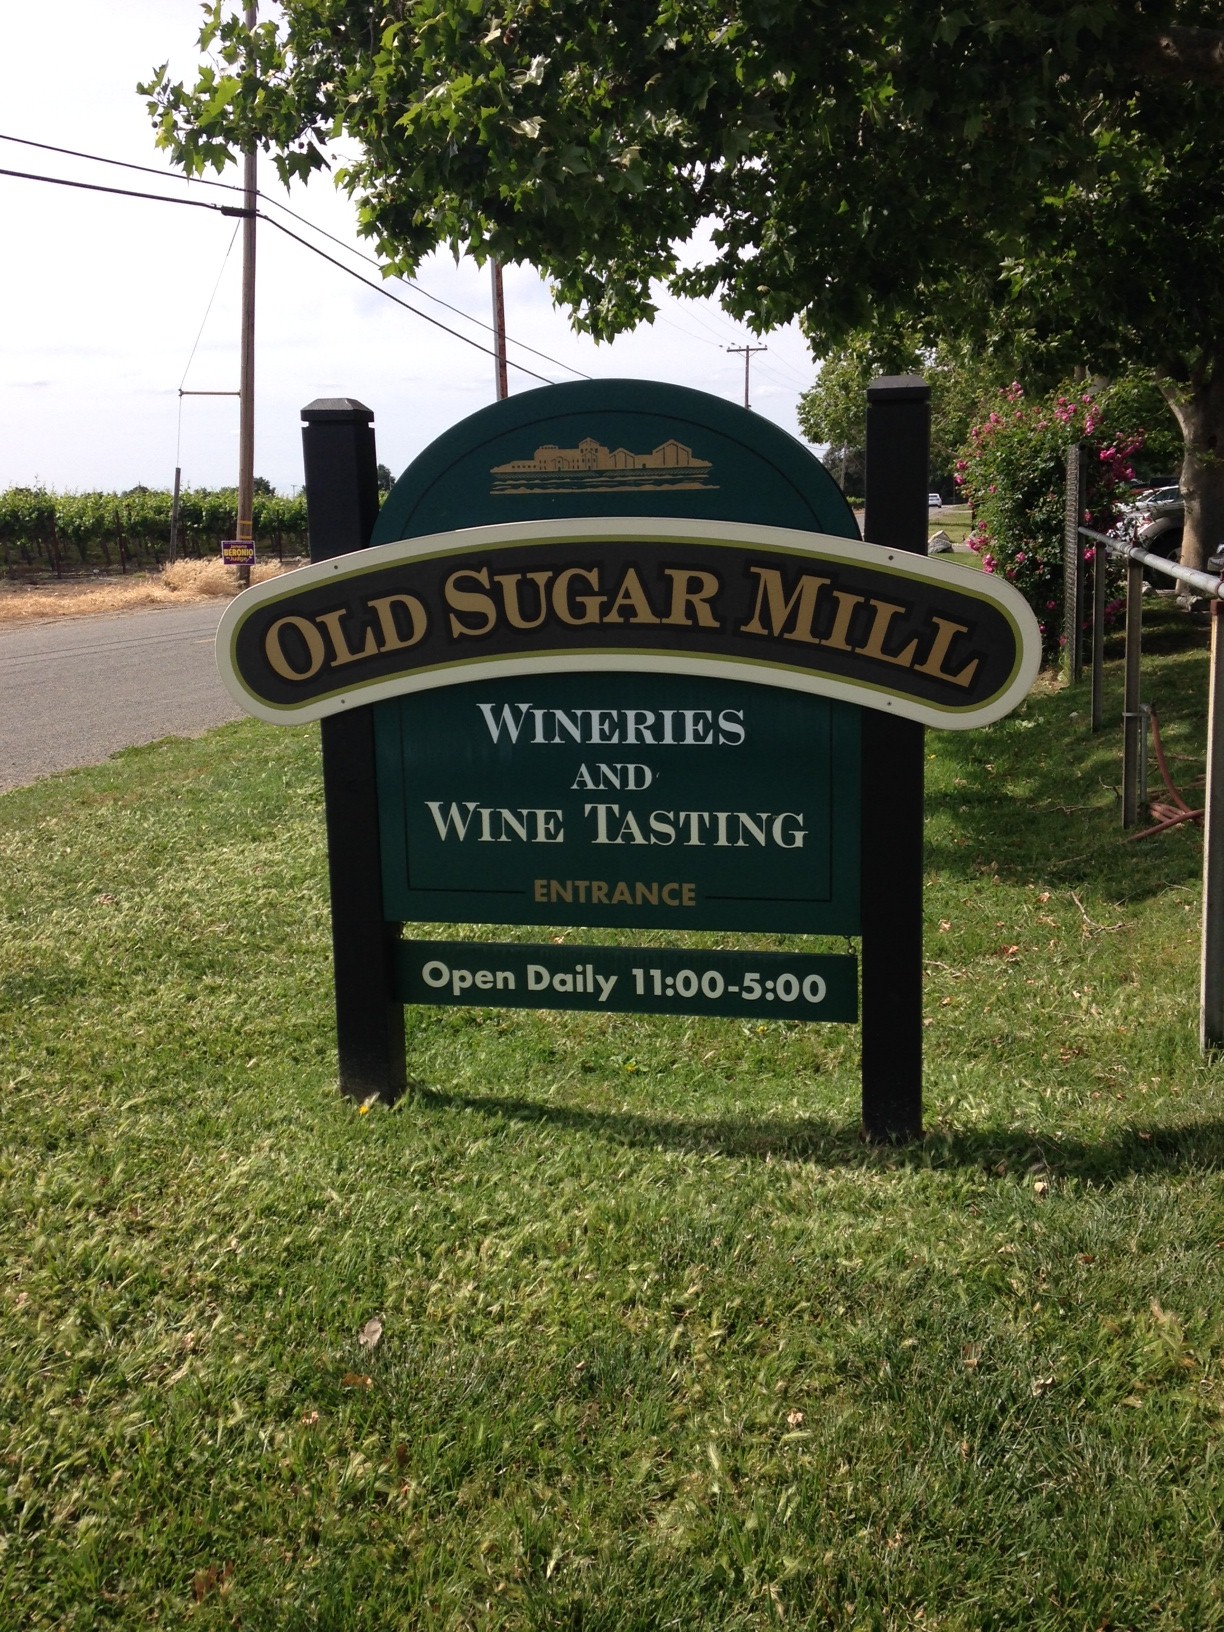 OLD SUGAR MILL
WINERIES
AND
WINE TASTING
ENTRANCE
Open Daily 11:00-5:00
BERONIO